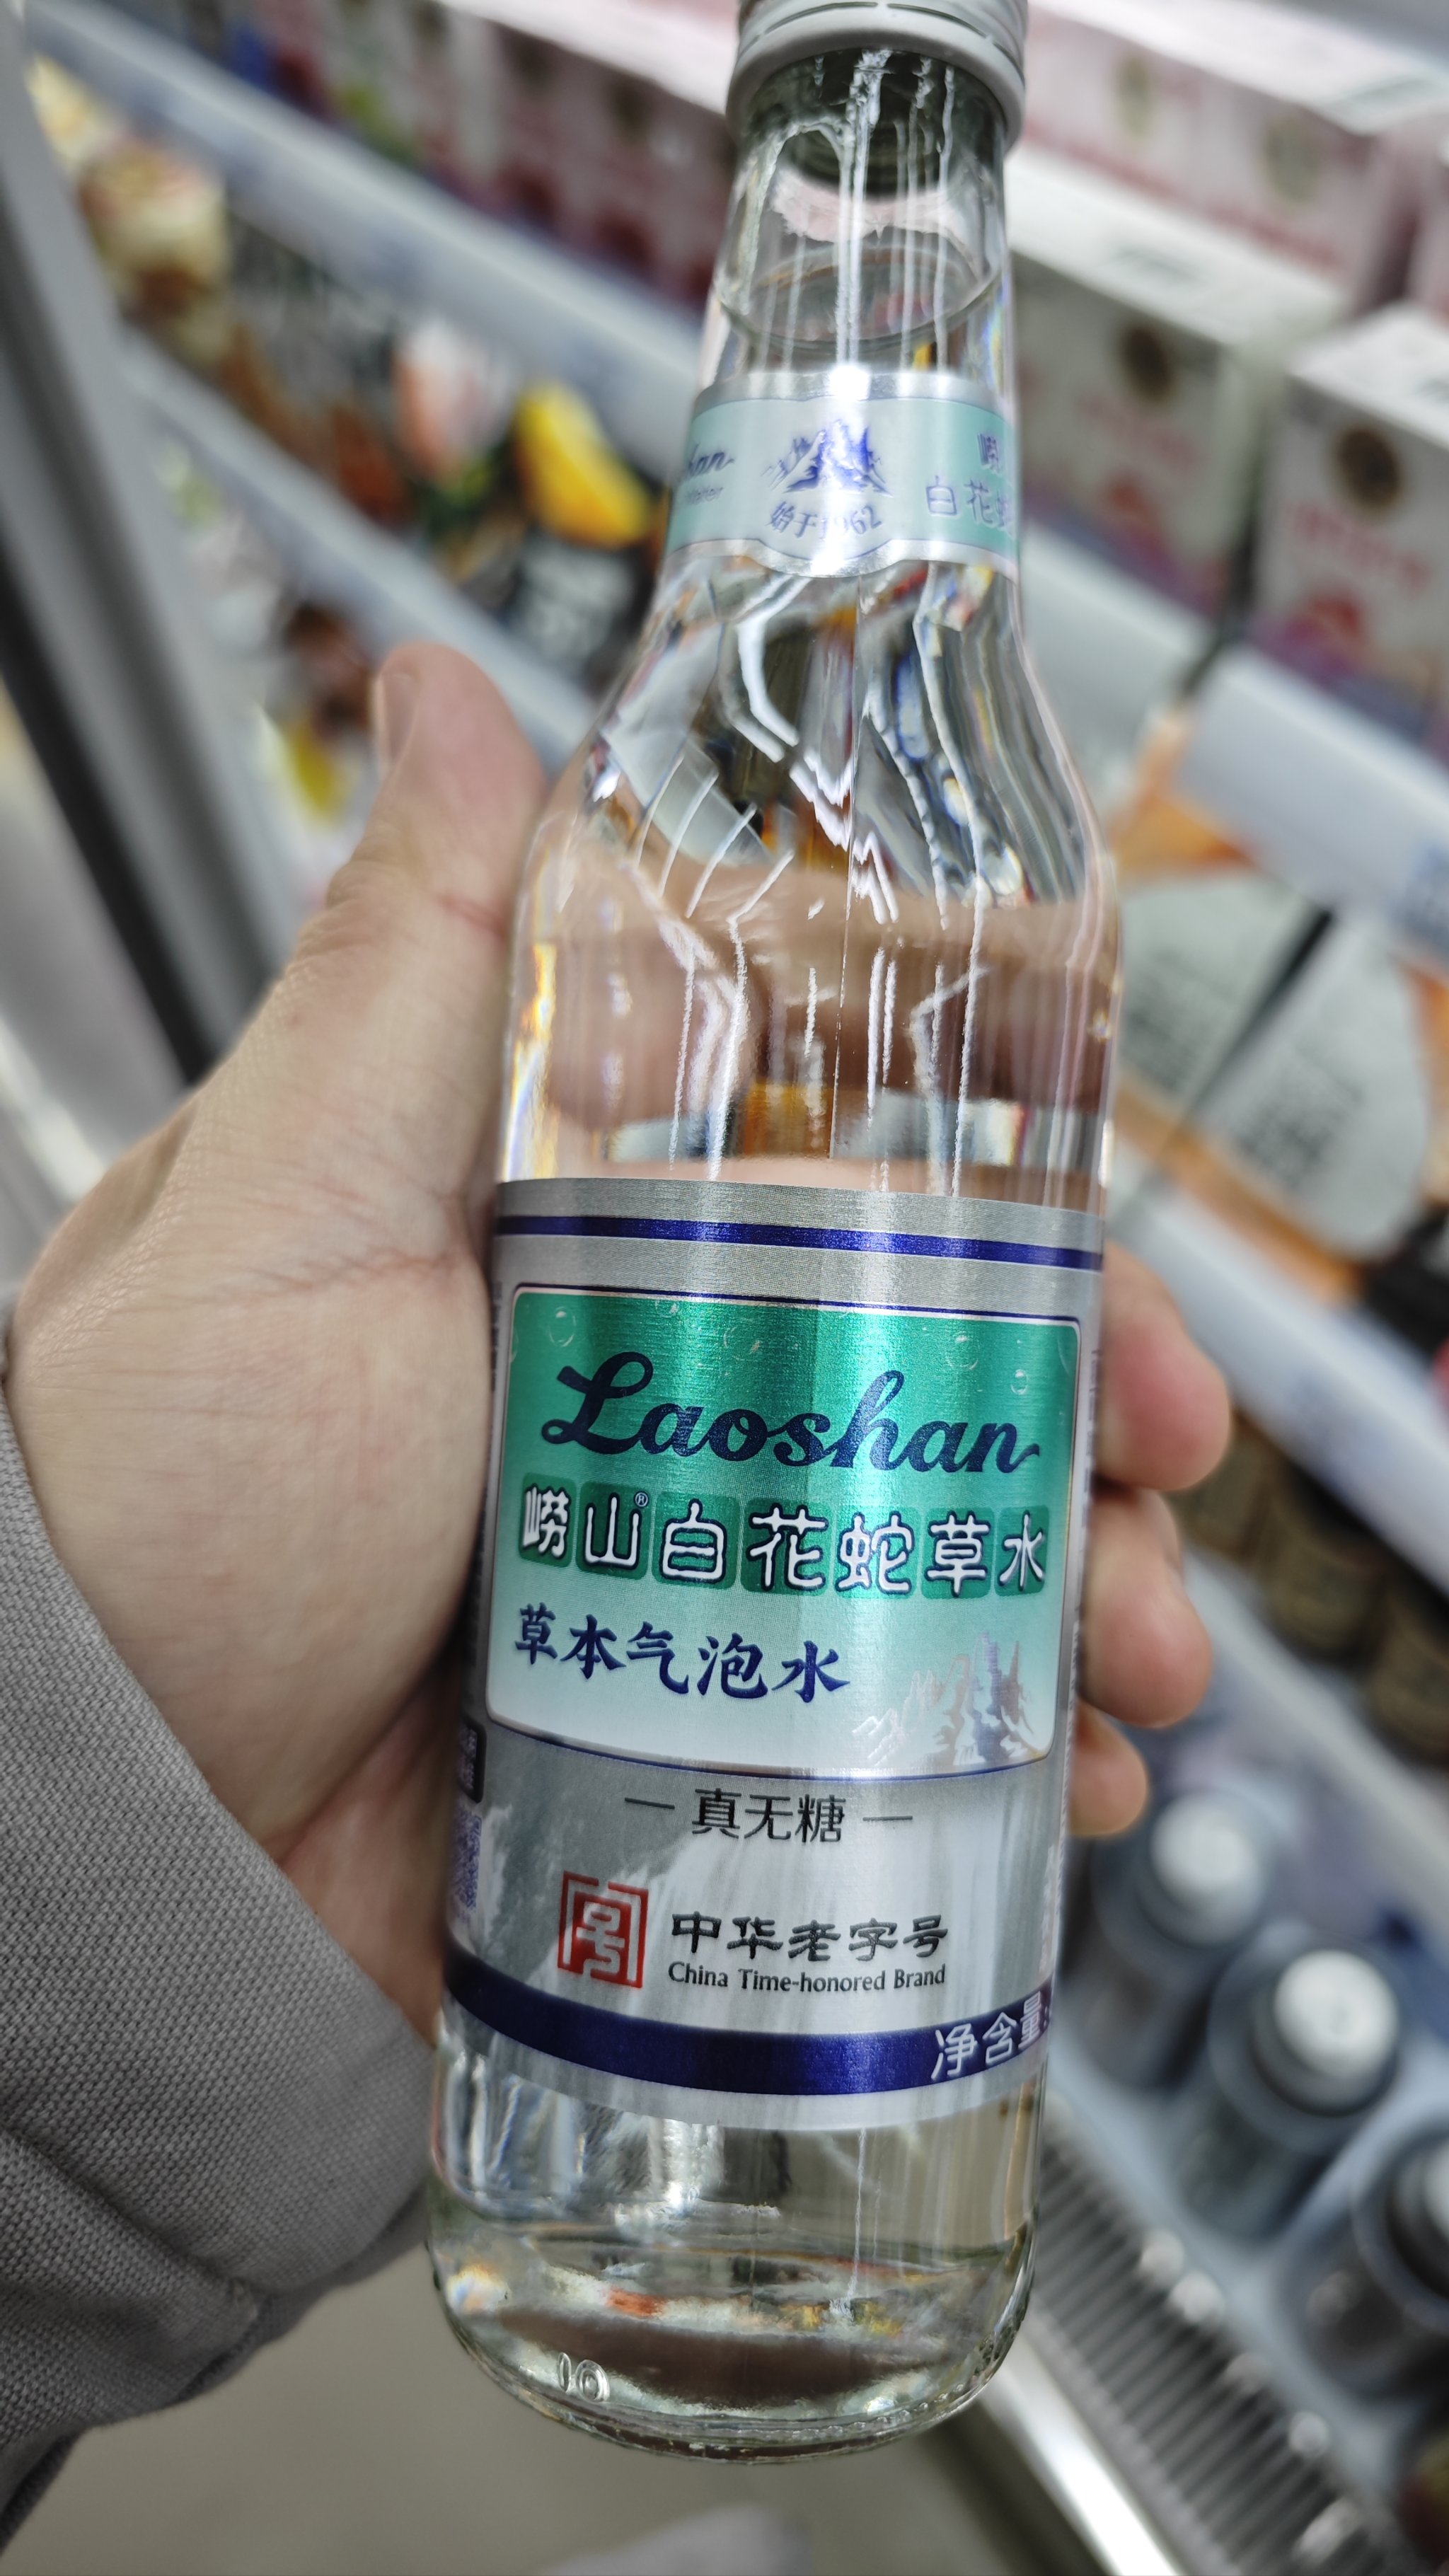 始于1962
白花蛇
Laoshan
崂山®白花蛇草水
草本气泡水
真无糖
中华老字号
China Time-honored Brand
净含量:
10